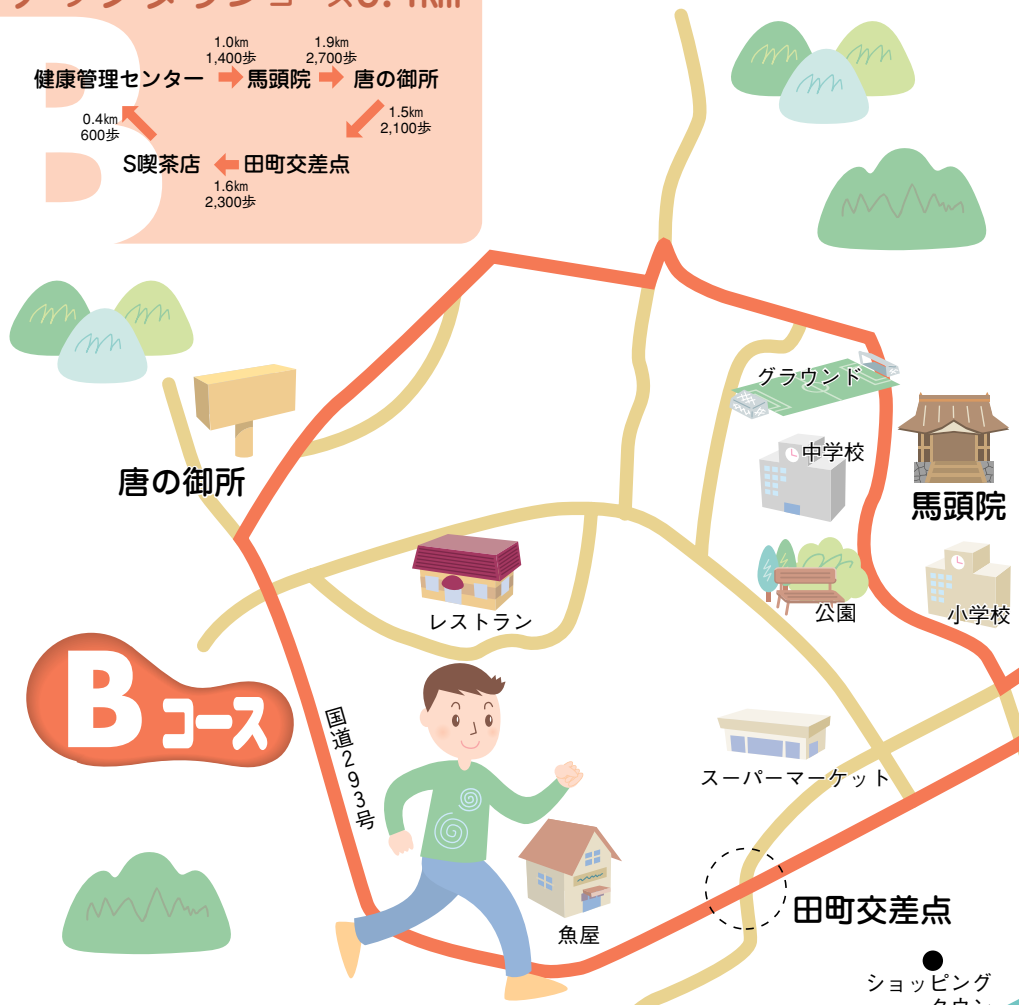 コース
1.0km
1,400歩
1.9km
2,700歩
健康管理センター
馬頭院
唐の御所
0.4km
600歩
1.5km
2,100歩
S喫茶店
田町交差点
1.6km
2,300歩
B
グラウンド
中学校
馬頭院
唐の御所
公園
小学校
レストラン
Bコース
国道293号
スーパーマーケット
田町交差点
魚屋
ショッピング
タウン